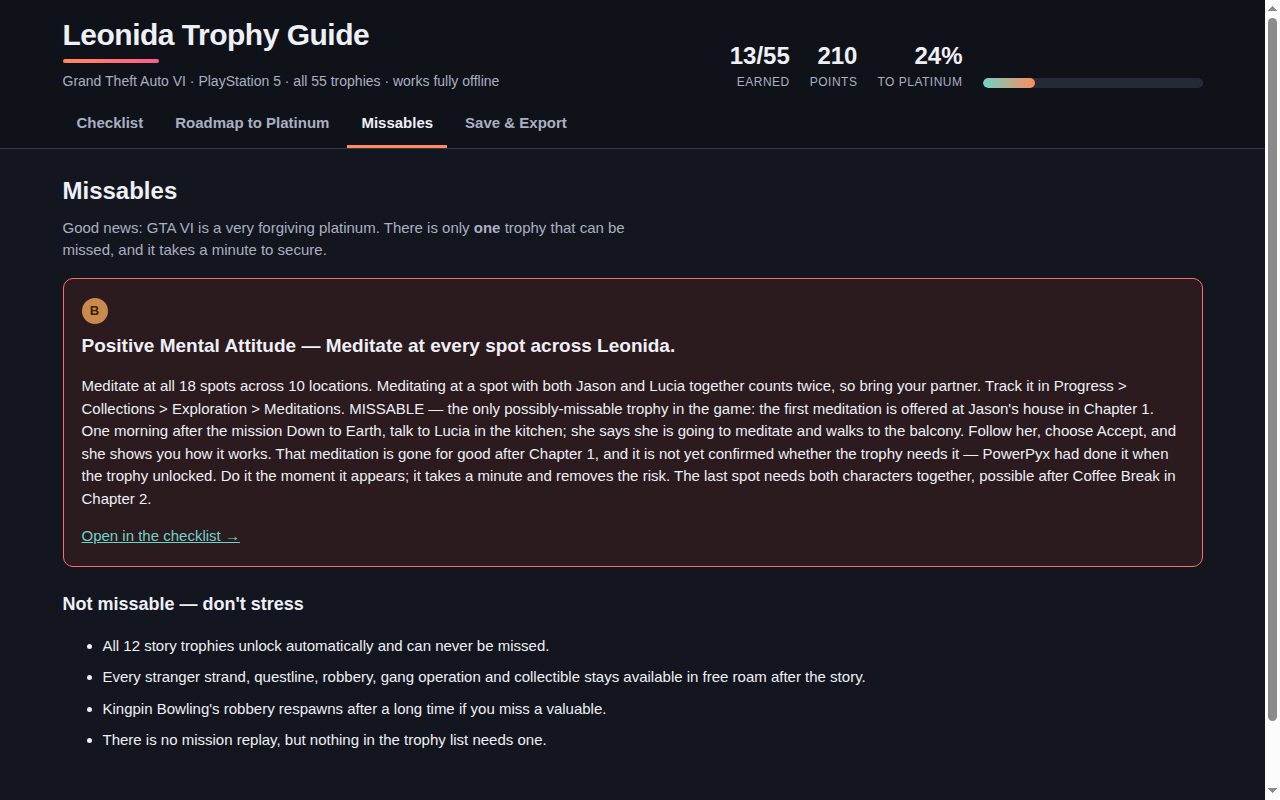 Leonida Trophy Guide
Grand Theft Auto VI · PlayStation 5 · all 55 trophies · works fully offline
13/55
EARNED
210
POINTS
24%
TO PLATINUM
Checklist
Roadmap to Platinum
Missables
Save & Export
Missables
Good news: GTA VI is a very forgiving platinum. There is only one trophy that can be
missed, and it takes a minute to secure.
B
Positive Mental Attitude — Meditate at every spot across Leonida.
Meditate at all 18 spots across 10 locations. Meditating at a spot with both Jason and Lucia together counts twice, so bring your partner. Track it in Progress >
Collections > Exploration > Meditations. MISSABLE — the only possibly-missable trophy in the game: the first meditation is offered at Jason's house in Chapter 1.
One morning after the mission Down to Earth, talk to Lucia in the kitchen; she says she is going to meditate and walks to the balcony. Follow her, choose Accept, and
she shows you how it works. That meditation is gone for good after Chapter 1, and it is not yet confirmed whether the trophy needs it — PowerPyx had done it when
the trophy unlocked. Do it the moment it appears; it takes a minute and removes the risk. The last spot needs both characters together, possible after Coffee Break in
Chapter 2.
Open in the checklist →
Not missable — don't stress
• All 12 story trophies unlock automatically and can never be missed.
• Every stranger strand, questline, robbery, gang operation and collectible stays available in free roam after the story.
• Kingpin Bowling's robbery respawns after a long time if you miss a valuable.
• There is no mission replay, but nothing in the trophy list needs one.